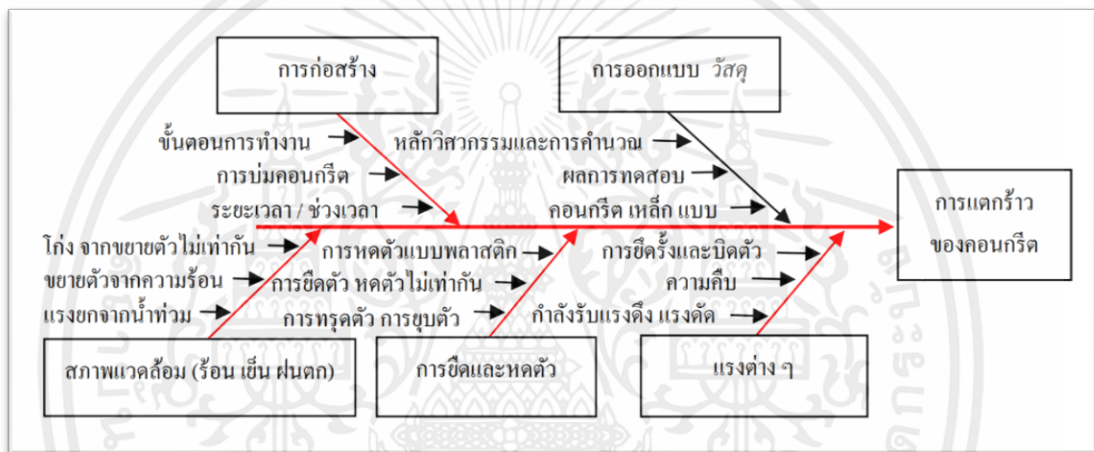 การก่อสร้าง
การออกแบบ วัสดุ
ขั้นตอนการทำงาน
การบ่มคอนกรีต
ระยะเวลา / ช่วงเวลา
หลักวิศวกรรมและการคำนวณ
ผลการทดสอบ
คอนกรีต เหล็ก แบบ
การแตกร้าว
ของคอนกรีต
โก่ง จากขยายตัวไม่เท่ากัน
ขยายตัวจากความร้อน
แรงยกจากน้ำท่วม
การหดตัวแบบพลาสติก
การยืดตัว หดตัวไม่เท่ากัน
การทรุดตัว การยุบตัว
การยึดรั้งและบิดตัว
ความคืบ
กำลังรับแรงดึง แรงดัด
สภาพแวดล้อม (ร้อน เย็น ฝนตก)
การยืดและหดตัว
แรงต่าง ๆ